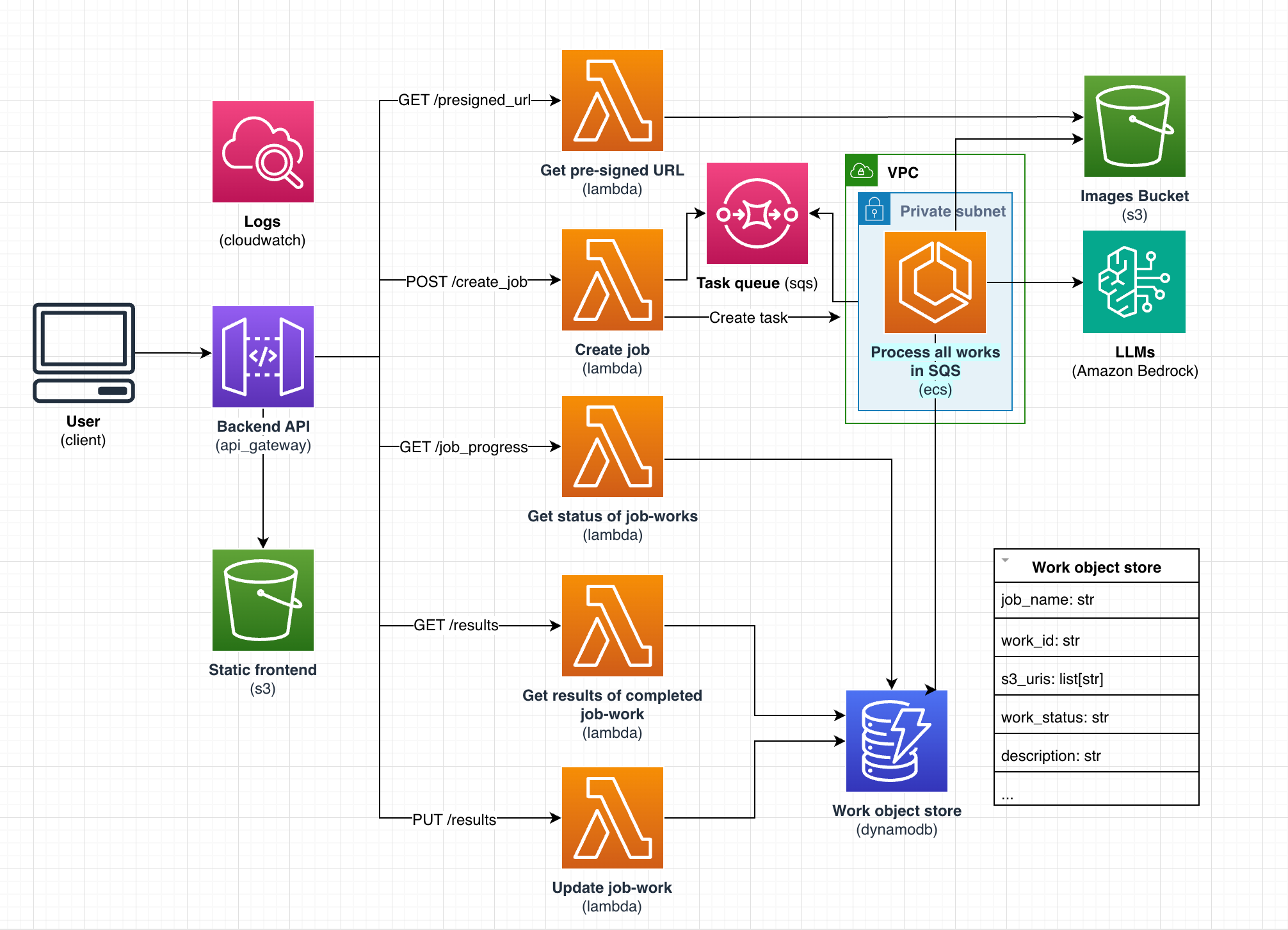 GET /presigned_url
Get pre-signed URL
(lambda)
Logs
(cloudwatch)
VPC
Private subnet
Images Bucket
(s3)
POST /create_job
Task queue (sqs)
Create task
Create job
(lambda)
Process all works
in SQS
(ecs)
LLMs
(Amazon Bedrock)
User
(client)
Backend API
(api_gateway)
GET /job_progress
Get status of job-works
(lambda)
Static frontend
(s3)
GET /results
Get results of completed
job-work
(lambda)
Work object store
job_name: str
work_id: str
s3_uris: list[str]
work_status: str
description: str
...
PUT /results
Work object store
(dynamodb)
Update job-work
(lambda)